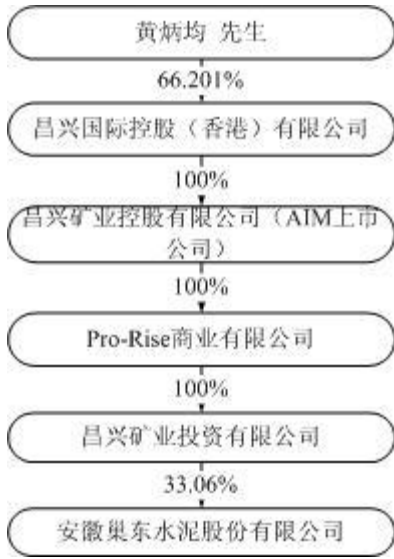 黄炳均 先生
66.201%
昌兴国际控股（香港）有限公司
100%
昌兴矿业控股有限公司（AIM上市
公司）
100%
Pro-Rise商业有限公司
100%
昌兴矿业投资有限公司
33.06%
安徽巢东水泥股份有限公司